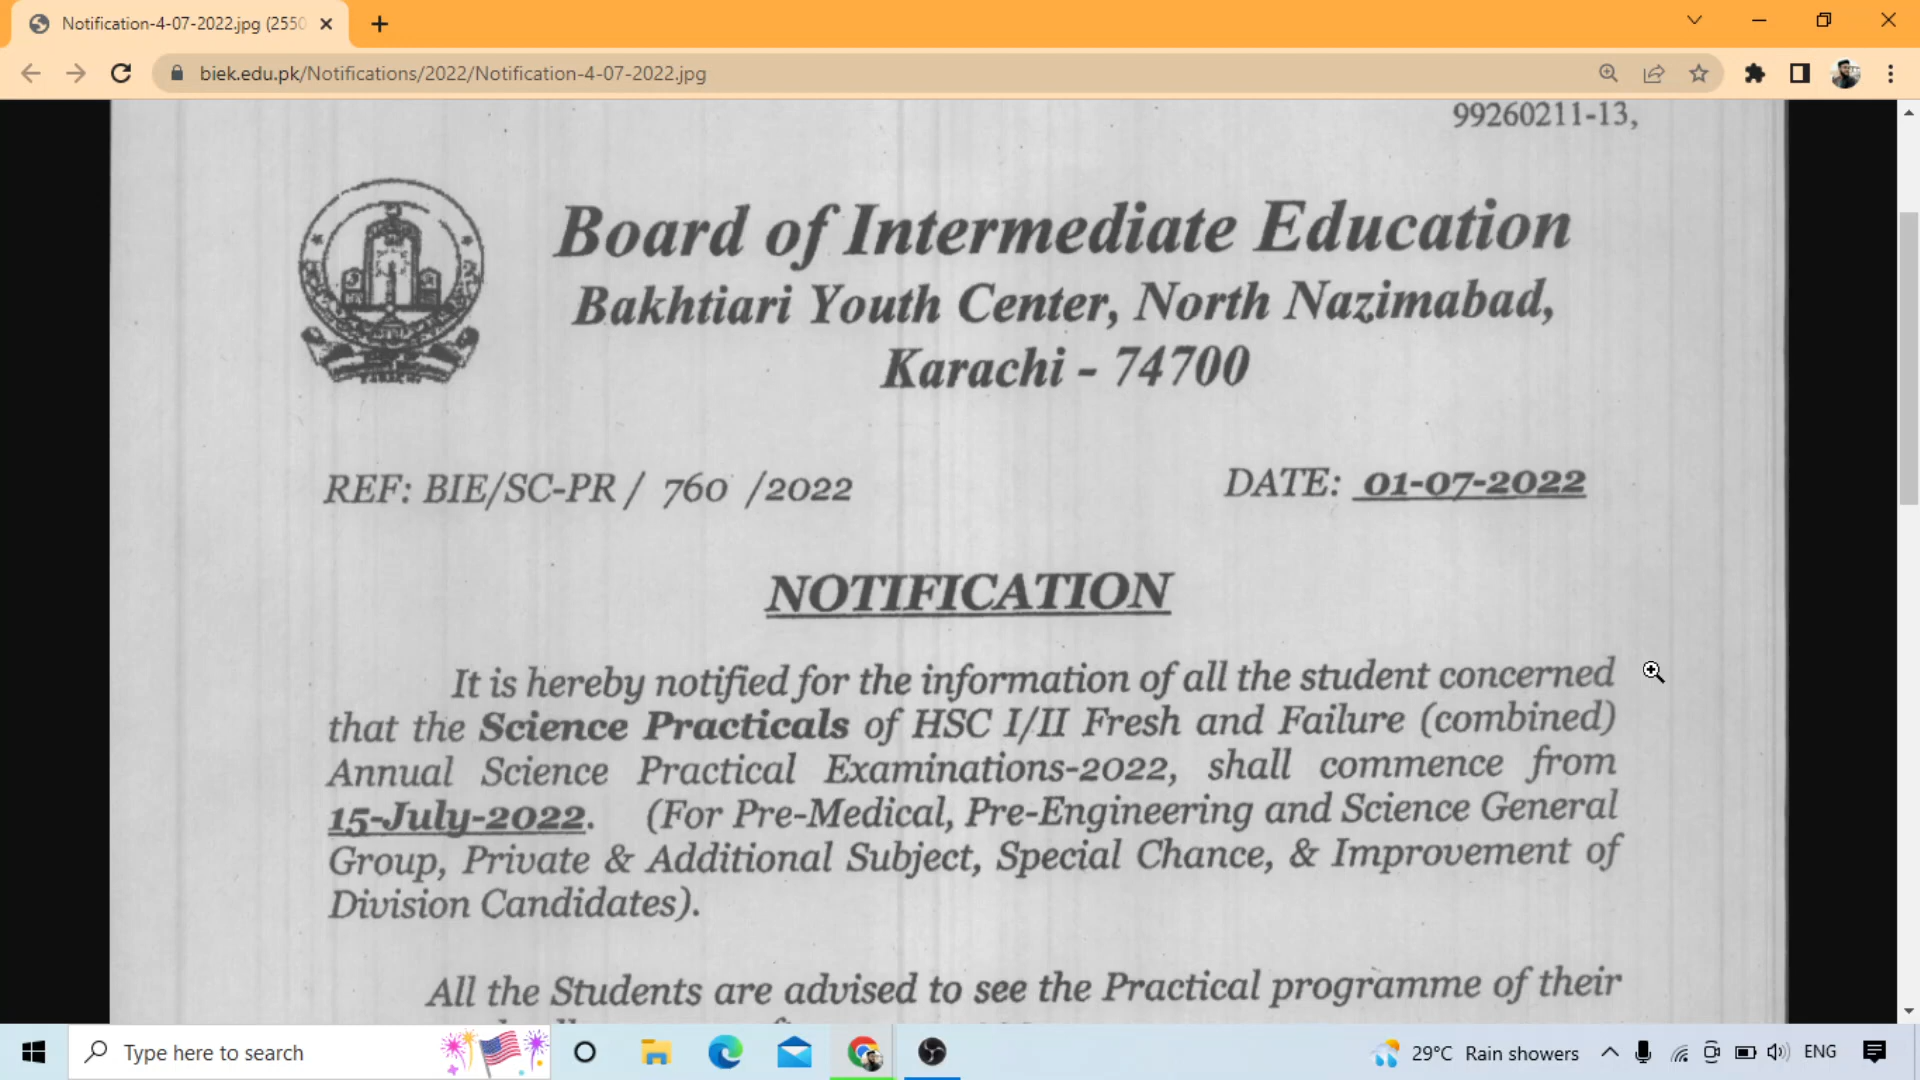 Notification-4-07-2022.jpg (2550
biek.edu.pk/Notifications/2022/Notification-4-07-2022.jpg
99260211-13,
Board of Intermediate Education
Bakhtiari Youth Center, North Nazimabad,
Karachi - 74700
REF: BIE/SC-PR / 760 /2022
DATE: 01-07-2022
NOTIFICATION
It is hereby notified for the information of all the student concerned
that the Science Practicals of HSC I/II Fresh and Failure (combined)
Annual Science Practical Examinations-2022, shall commence from
15-July-2022. (For Pre-Medical, Pre-Engineering and Science General
Group, Private & Additional Subject, Special Chance, & Improvement of
Division Candidates).
All the Students are advised to see the Practical programme of their
Type here to search
29°C Rain showers
ENG